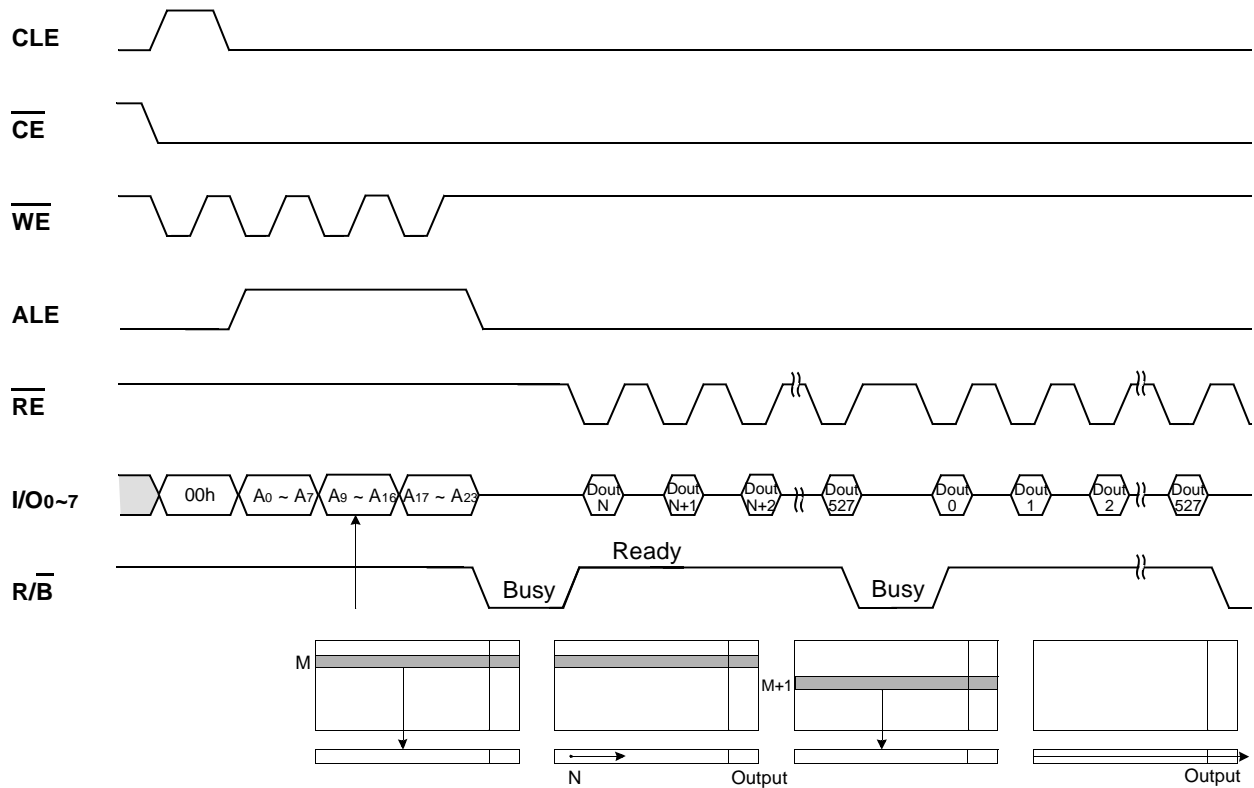 CLE
CE
WE
ALE
RE
I/O0~7
00h
A0 ~ A7
A9 ~ A16
A17 ~ A23
Dout
N
Dout
N+1
Dout
N+2
Dout
527
Dout
0
Dout
1
Dout
2
Dout
527
R/B
Busy
Ready
Busy
M
M+1
N
Output
Output